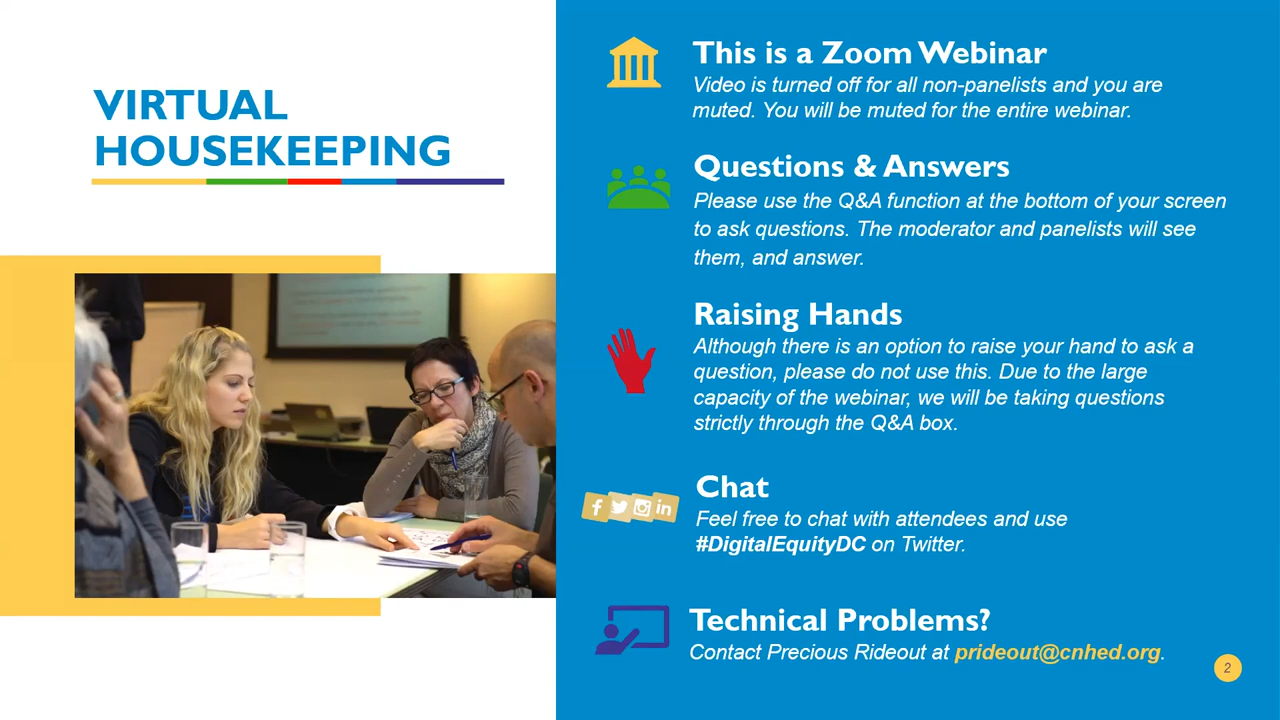 VIRTUAL
HOUSEKEEPING
This is a Zoom Webinar
Video is turned off for all non-panelists and you are
muted. You will be muted for the entire webinar.
Questions & Answers
Please use the Q&A function at the bottom of your screen
to ask questions. The moderator and panelists will see
them, and answer.
Raising Hands
Although there is an option to raise your hand to ask a
question, please do not use this. Due to the large
capacity of the webinar, we will be taking questions
strictly through the Q&A box.
Chat
Feel free to chat with attendees and use
#DigitalEquityDC on Twitter.
Technical Problems?
Contact Precious Rideout at prideout@cnhed.org.
2